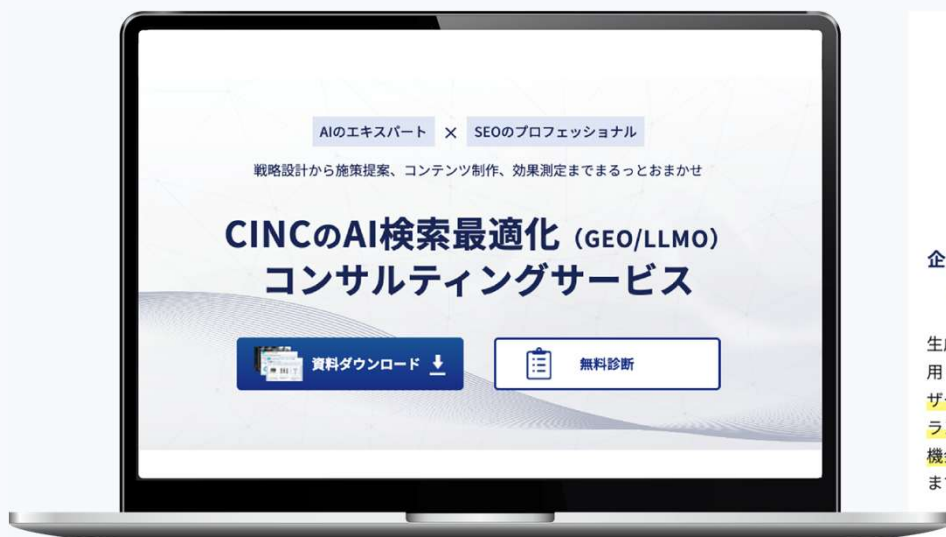 AIのエキスパート × SEOのプロフェッショナル
戦略設計から施策提案、コンテンツ制作、効果測定までまるっとおまかせ
CINCのAI検索最適化（GEO/LLMO）
コンサルティングサービス
資料ダウンロード
無料診断
企
用
ザ
ラ
ま